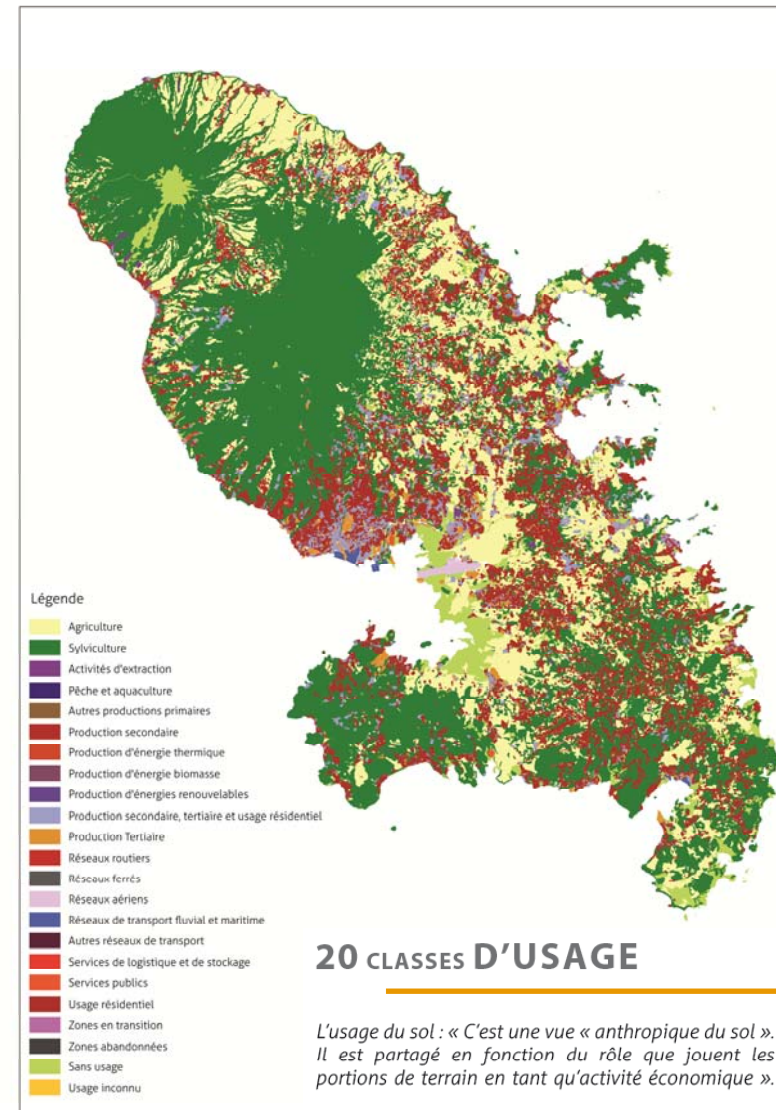 Légende
Agriculture
Sylviculture
Activités d'extraction
Pêche et aquaculture
Autres productions primaires
Production secondaire
Production d'énergie thermique
Production d'énergie biomasse
Production d'énergies renouvelables
Production secondaire, tertiaire et usage résidentiel
Production Tertiaire
Réseaux routiers
Réseaux ferrés
Réseaux aériens
Réseaux de transport fluvial et maritime
Autres réseaux de transport
Services de logistique et de stockage
Services publics
Usage résidentiel
Zones en transition
Zones abandonnées
Sans usage
Usage inconnu
20 CLASSES D'USAGE
L'usage du sol : « C'est une vue « anthropique du sol ».
Il est partagé en fonction du rôle que jouent les
portions de terrain en tant qu'activité économique ».